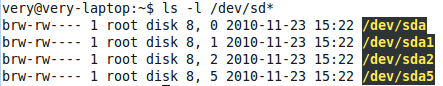 very@very-laptop:~$ ls -l /dev/sd*
brw-rw---- 1 root disk 8, 0 2010-11-23 15:22 /dev/sda
brw-rw---- 1 root disk 8, 1 2010-11-23 15:22 /dev/sda1
brw-rw---- 1 root disk 8, 2 2010-11-23 15:22 /dev/sda2
brw-rw---- 1 root disk 8, 5 2010-11-23 15:22 /dev/sda5